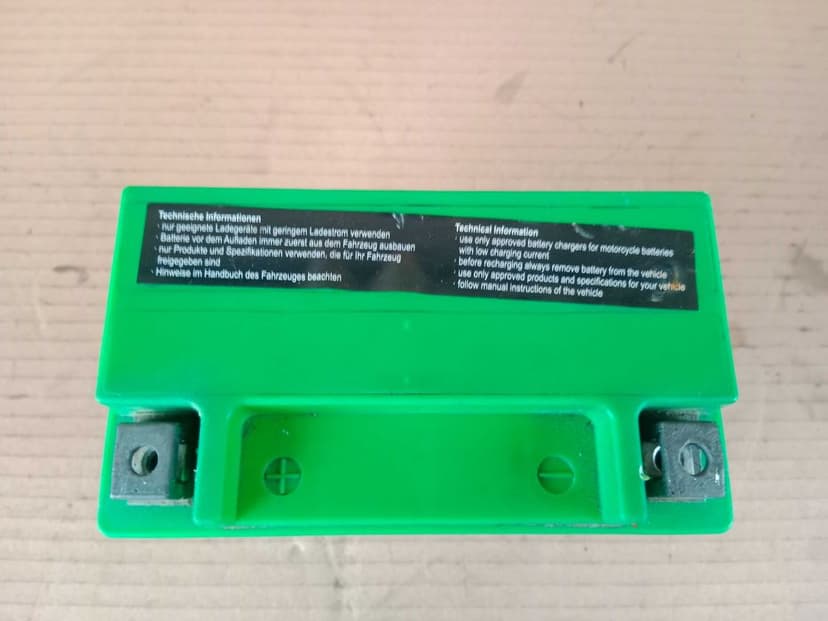 Technische Informationen
· nur geeignete Ladegeräte mit geringem Ladestrom verwenden
· Batterie vor dem Aufladen immer zuerst aus dem Fahrzeug ausbauen
· nur Produkte und Spezifikationen verwenden, die für Ihr Fahrzeug
freigegeben sind
· Hinweise im Handbuch des Fahrzeuges beachten
Technical Information
· use only approved battery chargers for motorcycle batteries
with low charging current
· before recharging always remove battery from the vehicle
· use only approved products and specifications for your vehicle
· follow manual instructions of the vehicle
+
−